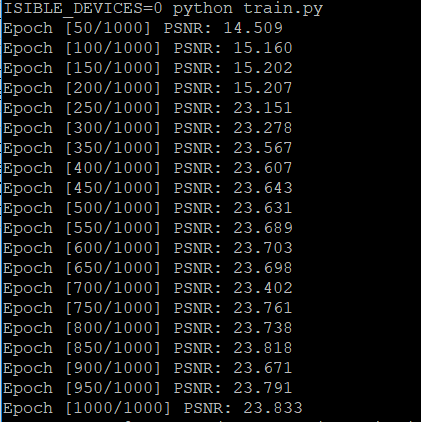 ISIBLE_DEVICES=0 python train.py
Epoch [50/1000] PSNR: 14.509
Epoch [100/1000] PSNR: 15.160
Epoch [150/1000] PSNR: 15.202
Epoch [200/1000] PSNR: 15.207
Epoch [250/1000] PSNR: 23.151
Epoch [300/1000] PSNR: 23.278
Epoch [350/1000] PSNR: 23.567
Epoch [400/1000] PSNR: 23.607
Epoch [450/1000] PSNR: 23.643
Epoch [500/1000] PSNR: 23.631
Epoch [550/1000] PSNR: 23.689
Epoch [600/1000] PSNR: 23.703
Epoch [650/1000] PSNR: 23.698
Epoch [700/1000] PSNR: 23.402
Epoch [750/1000] PSNR: 23.761
Epoch [800/1000] PSNR: 23.738
Epoch [850/1000] PSNR: 23.818
Epoch [900/1000] PSNR: 23.671
Epoch [950/1000] PSNR: 23.791
Epoch [1000/1000] PSNR: 23.833